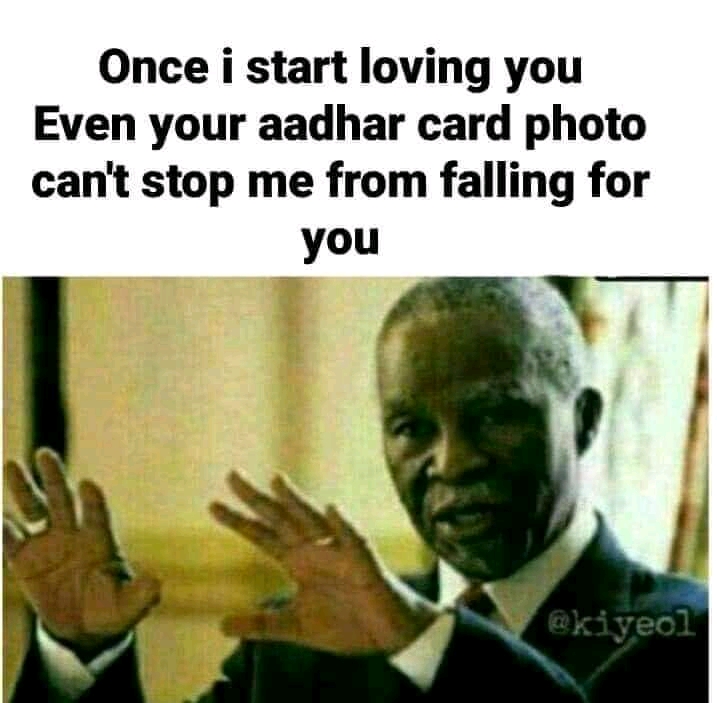 Once i start loving you
Even your aadhar card photo
can't stop me from falling for
you
@kiyeol